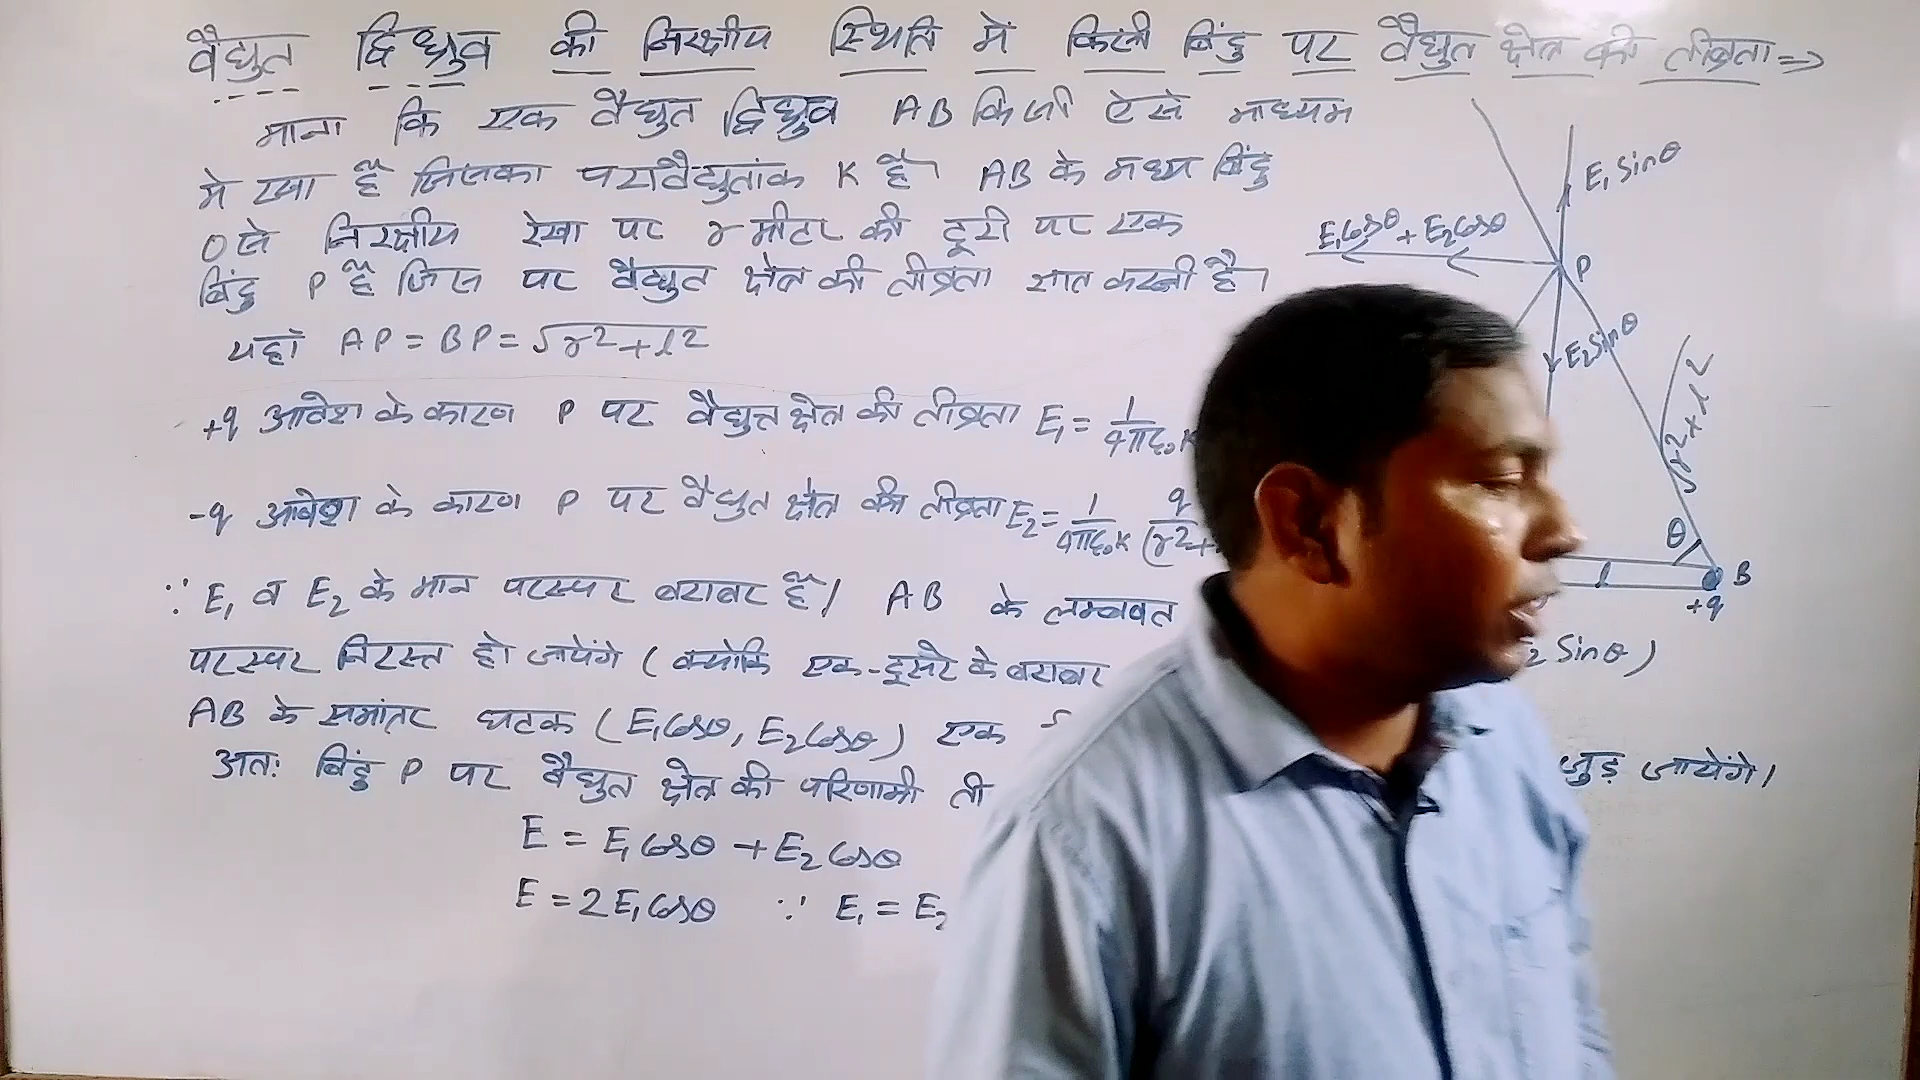 वैद्युत द्विध्रुव की निरक्षीय स्थिति में किसी बिंदु पर वैद्युत क्षेत्र की तीव्रता ⇒
माना कि एक वैद्युत द्विध्रुव AB किसी ऐसे माध्यम
मे रखा है जिसका परावैद्युतांक K है। AB के मध्य बिंदु
O से निरक्षीय रेखा पर r मीटर की दूरी पर एक
बिंदु P है जिस पर वैद्युत क्षेत्र की तीव्रता ज्ञात करनी है।
यहाँ AP = BP = √r²+l²
+q आवेश के कारण P पर वैद्युत क्षेत्र की तीव्रता E₁ = 1/4πε₀K
-q आवेश के कारण P पर वैद्युत क्षेत्र की तीव्रता E₂ = 1/4πε₀K q/(r²+
∵ E₁ व E₂ के मान परस्पर बराबर हैं। AB के लम्बवत
परस्पर निरस्त हो जायेंगे (क्योकि एक-दूसरे के बराबर
₂ Sinθ)
AB के समांतर घटक (E₁Cosθ, E₂Cosθ) एक
जुड़ जायेंगे।
अतः बिंदु P पर वैद्युत क्षेत्र की परिणामी ती
E = E₁Cosθ + E₂Cosθ
E = 2E₁Cosθ ∵ E₁ = E₂
E₁ Sinθ
E₁Cosθ + E₂Cosθ
P
E₂Sinθ
√r²+l²
θ
l
B
+q